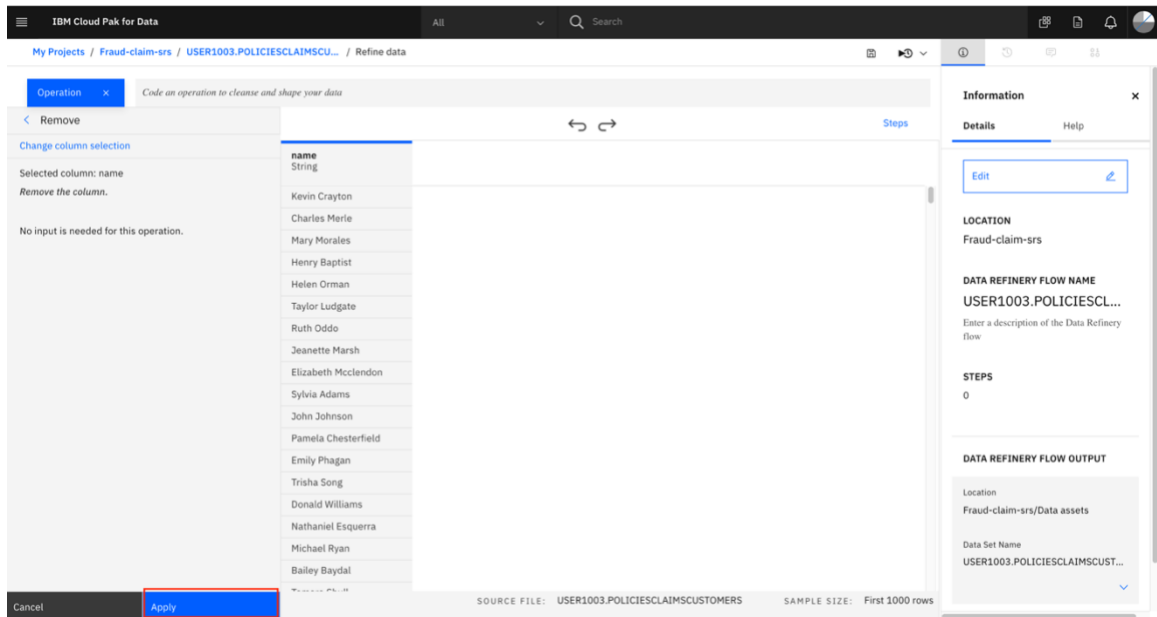 IBM Cloud Pak for Data
All
Search
My Projects / Fraud-claim-srs / USER1003.POLICIESCLAIMSCU... / Refine data
Operation ×
Code an operation to cleanse and shape your data
Remove
Change column selection
Selected column: name
Remove the column.
No input is needed for this operation.
Cancel
Apply
Steps
name
String
Kevin Crayton
Charles Merle
Mary Morales
Henry Baptist
Helen Orman
Taylor Ludgate
Ruth Oddo
Jeanette Marsh
Elizabeth Mcclendon
Sylvia Adams
John Johnson
Pamela Chesterfield
Emily Phagan
Trisha Song
Donald Williams
Nathaniel Esquerra
Michael Ryan
Bailey Baydal
SOURCE FILE: USER1003.POLICIESCLAIMSCUSTOMERS
SAMPLE SIZE: First 1000 rows
Information ×
Details
Help
Edit
LOCATION
Fraud-claim-srs
DATA REFINERY FLOW NAME
USER1003.POLICIESCL...
Enter a description of the Data Refinery
flow
STEPS
0
DATA REFINERY FLOW OUTPUT
Location
Fraud-claim-srs/Data assets
Data Set Name
USER1003.POLICIESCLAIMSCUST...